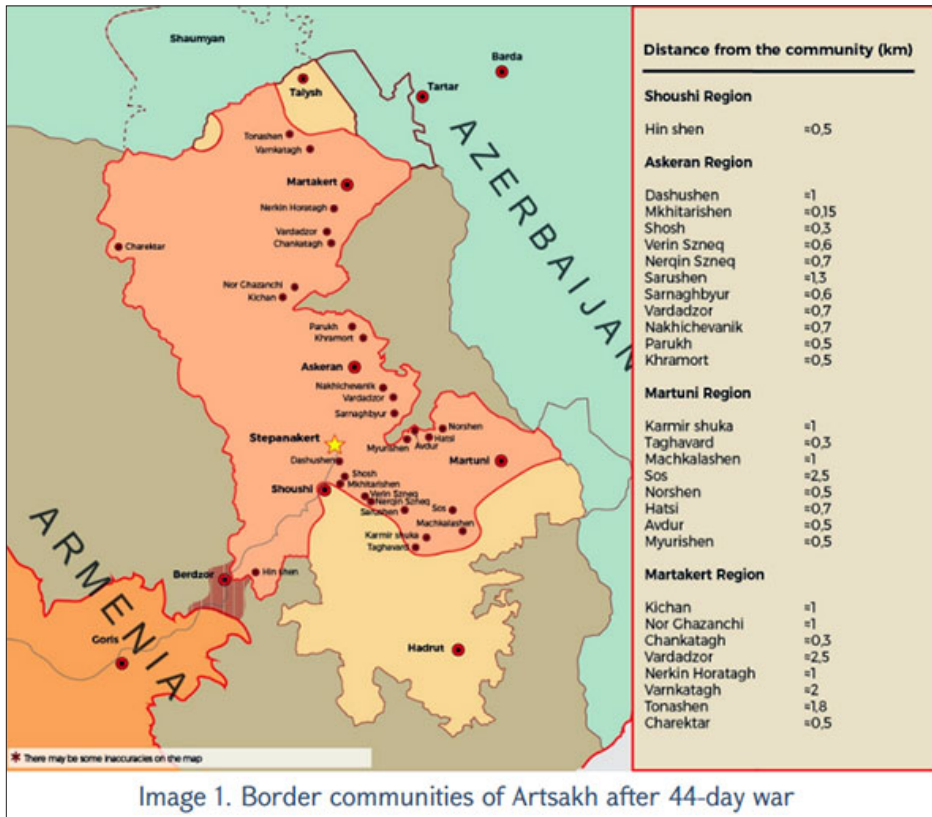 Shaumyan
Talysh
Tartar
Barda
AZERBAIJAN
Tonashen
Varnkatagh
Martakert
Nerkin Horatagh
Vardadzor
Chankatagh
Charektar
Nor Ghazanchi
Kichan
Parukh
Khramort
Askeran
Nakhichevanik
Vardadzor
Sarnaghbyur
Stepanakert
Norshen
Hatsi
Avdur
Myurishen
Martuni
Dashushen
Shosh
Mkhitarishen
Shoushi
Verin Szneq
Nerqin Szneq
Sarushen
Sos
Machkalashen
Karmir shuka
Taghavard
Hin shen
Berdzor
ARMENIA
Goris
Hadrut
* There may be some inaccuracies on the map
Distance from the community (km)
Shoushi Region
Hin shen ≈0,5
Askeran Region
Dashushen ≈1
Mkhitarishen ≈0,15
Shosh ≈0,3
Verin Szneq ≈0,6
Nerqin Szneq ≈0,7
Sarushen ≈1,3
Sarnaghbyur ≈0,6
Vardadzor ≈0,7
Nakhichevanik ≈0,7
Parukh ≈0,5
Khramort ≈0,5
Martuni Region
Karmir shuka ≈1
Taghavard ≈0,3
Machkalashen ≈1
Sos ≈2,5
Norshen ≈0,5
Hatsi ≈0,7
Avdur ≈0,5
Myurishen ≈0,5
Martakert Region
Kichan ≈1
Nor Ghazanchi ≈1
Chankatagh ≈0,3
Vardadzor ≈2,5
Nerkin Horatagh ≈1
Varnkatagh ≈2
Tonashen ≈1,8
Charektar ≈0,5
Image 1. Border communities of Artsakh after 44-day war